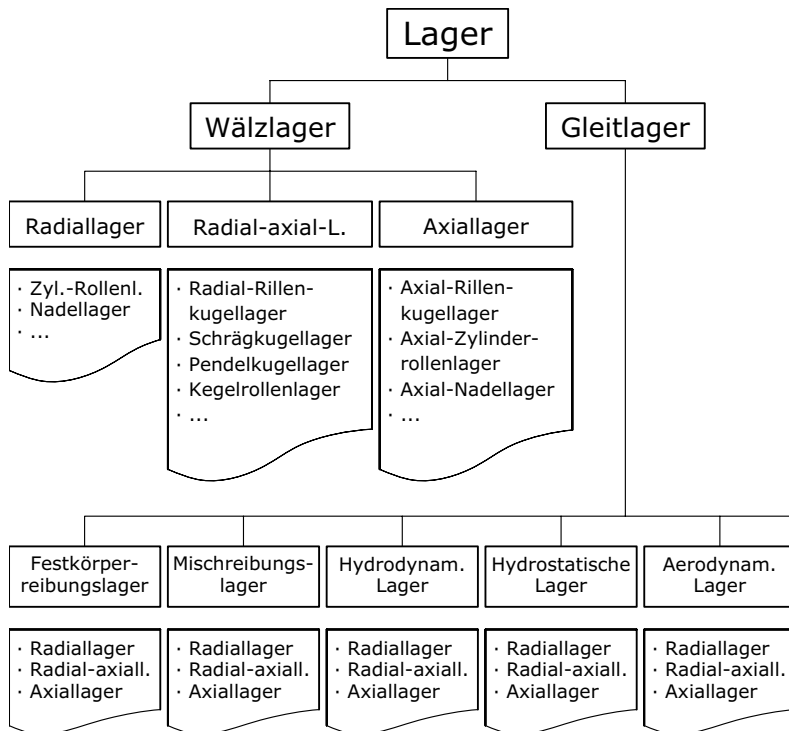 Lager
Wälzlager
Gleitlager
Radiallager
Radial-axial-L.
Axiallager
· Zyl.-Rollenl.
· Nadellager
· ...
· Radial-Rillen-
kugellager
· Schrägkugellager
· Pendelkugellager
· Kegelrollenlager
· ...
· Axial-Rillen-
kugellager
· Axial-Zylinder-
rollenlager
· Axial-Nadellager
· ...
Festkörper-
reibungslager
Mischreibungs-
lager
Hydrodynam.
Lager
Hydrostatische
Lager
Aerodynam.
Lager
· Radiallager
· Radial-axiall.
· Axiallager
· Radiallager
· Radial-axiall.
· Axiallager
· Radiallager
· Radial-axiall.
· Axiallager
· Radiallager
· Radial-axiall.
· Axiallager
· Radiallager
· Radial-axiall.
· Axiallager